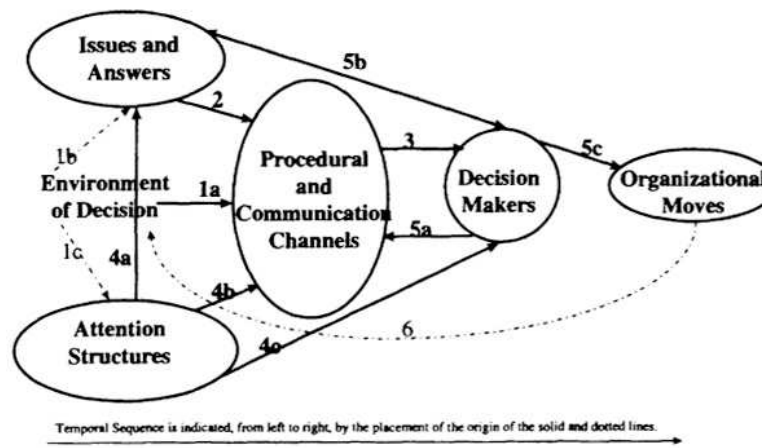 Issues and
Answers
5b
2
3
5c
1b
Procedural
and
Communication
Channels
Decision
Makers
Organizational
Moves
Environment
of Decision
1a
5a
1c
4a
4b
4c
6
Attention
Structures
Temporal Sequence is indicated, from left to right, by the placement of the origin of the solid and dotted lines.